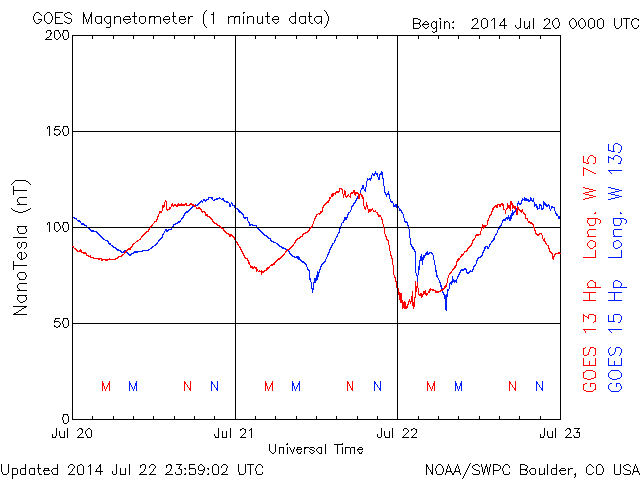 GOES Magnetometer (1 minute data)
Begin: 2014 Jul 20 0000 UTC
200
150
100
50
0
NanoTesla (nT)
M M N N M M N N M M N N
Jul 20 Jul 21 Jul 22 Jul 23
Universal Time
GOES 13 Hp Long. W 75
GOES 15 Hp Long. W 135
Updated 2014 Jul 22 23:59:02 UTC
NOAA/SWPC Boulder, CO USA